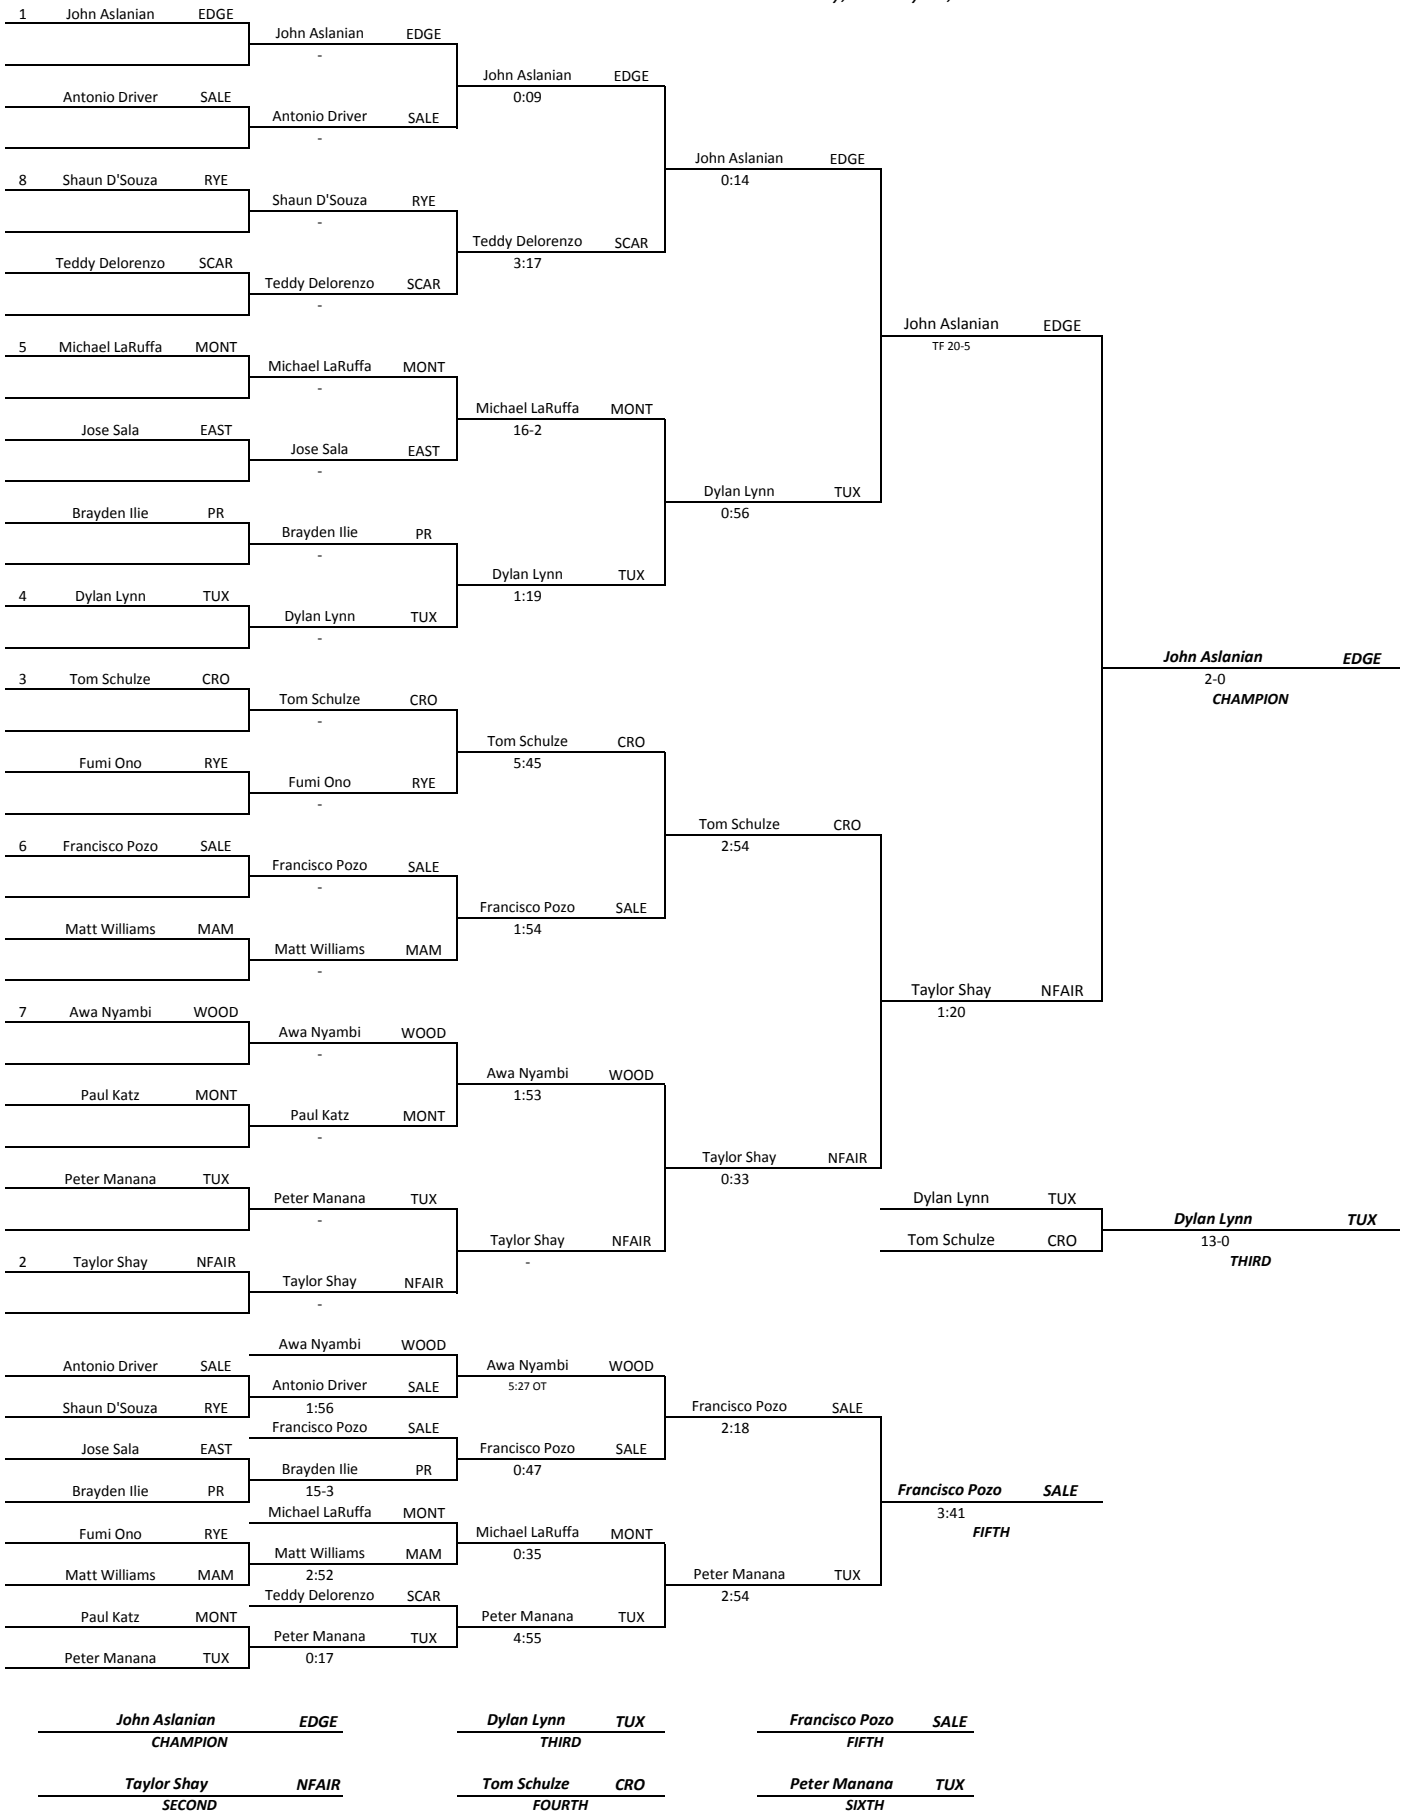 1 John Aslanian EDGE
John Aslanian EDGE
-
John Aslanian EDGE
0:09
Antonio Driver SALE
Antonio Driver SALE
-
John Aslanian EDGE
0:14
8 Shaun D'Souza RYE
Shaun D'Souza RYE
-
Teddy Delorenzo SCAR
3:17
Teddy Delorenzo SCAR
Teddy Delorenzo SCAR
-
John Aslanian EDGE
TF 20-5
5 Michael LaRuffa MONT
Michael LaRuffa MONT
-
Michael LaRuffa MONT
16-2
Jose Sala EAST
Jose Sala EAST
-
Dylan Lynn TUX
0:56
Brayden Ilie PR
Brayden Ilie PR
-
Dylan Lynn TUX
1:19
4 Dylan Lynn TUX
Dylan Lynn TUX
-
John Aslanian EDGE
2-0
CHAMPION
3 Tom Schulze CRO
Tom Schulze CRO
-
Tom Schulze CRO
5:45
Fumi Ono RYE
Fumi Ono RYE
-
Tom Schulze CRO
2:54
6 Francisco Pozo SALE
Francisco Pozo SALE
-
Francisco Pozo SALE
1:54
Matt Williams MAM
Matt Williams MAM
-
Taylor Shay NFAIR
1:20
7 Awa Nyambi WOOD
Awa Nyambi WOOD
-
Awa Nyambi WOOD
1:53
Paul Katz MONT
Paul Katz MONT
-
Taylor Shay NFAIR
0:33
Peter Manana TUX
Peter Manana TUX
-
Taylor Shay NFAIR
-
2 Taylor Shay NFAIR
Taylor Shay NFAIR
-
Dylan Lynn TUX
Dylan Lynn TUX
13-0
THIRD
Tom Schulze CRO
Awa Nyambi WOOD
Antonio Driver SALE
Awa Nyambi WOOD
5:27 OT
Antonio Driver SALE
1:56
Shaun D'Souza RYE
Francisco Pozo SALE
2:18
Francisco Pozo SALE
Jose Sala EAST
Francisco Pozo SALE
0:47
Brayden Ilie PR
15-3
Brayden Ilie PR
Francisco Pozo SALE
3:41
FIFTH
Michael LaRuffa MONT
Fumi Ono RYE
Michael LaRuffa MONT
0:35
Matt Williams MAM
2:52
Matt Williams MAM
Peter Manana TUX
2:54
Teddy Delorenzo SCAR
Paul Katz MONT
Peter Manana TUX
4:55
Peter Manana TUX
0:17
Peter Manana TUX
John Aslanian EDGE
CHAMPION
Dylan Lynn TUX
THIRD
Francisco Pozo SALE
FIFTH
Taylor Shay NFAIR
SECOND
Tom Schulze CRO
FOURTH
Peter Manana TUX
SIXTH